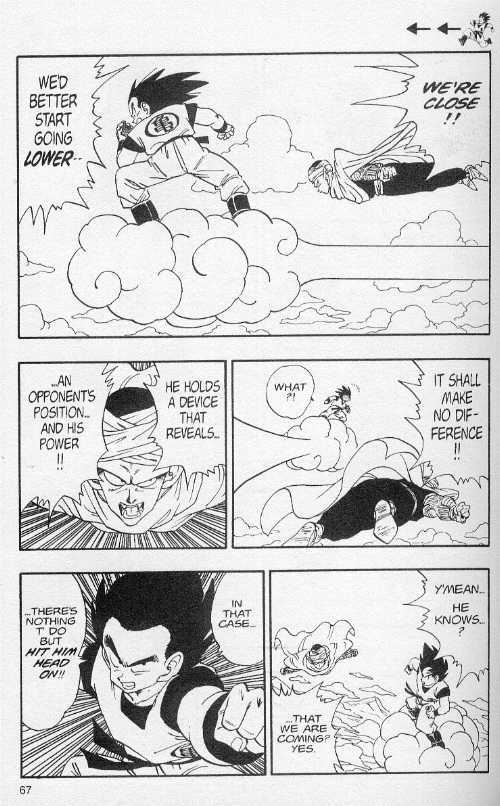 WE'RE
CLOSE
!!
WE'D
BETTER
START
GOING
LOWER--
IT SHALL
MAKE
NO DIF-
FERENCE
!!
WHAT
?!
HE HOLDS
A DEVICE
THAT
REVEALS...
...AN
OPPONENT'S
POSITION...
AND HIS
POWER
!!
Y'MEAN...
HE
KNOWS...
?
...THAT
WE ARE
COMING?
YES.
IN
THAT
CASE...
...THERE'S
NOTHING
T' DO
BUT
HIT HIM
HEAD
ON!!
67